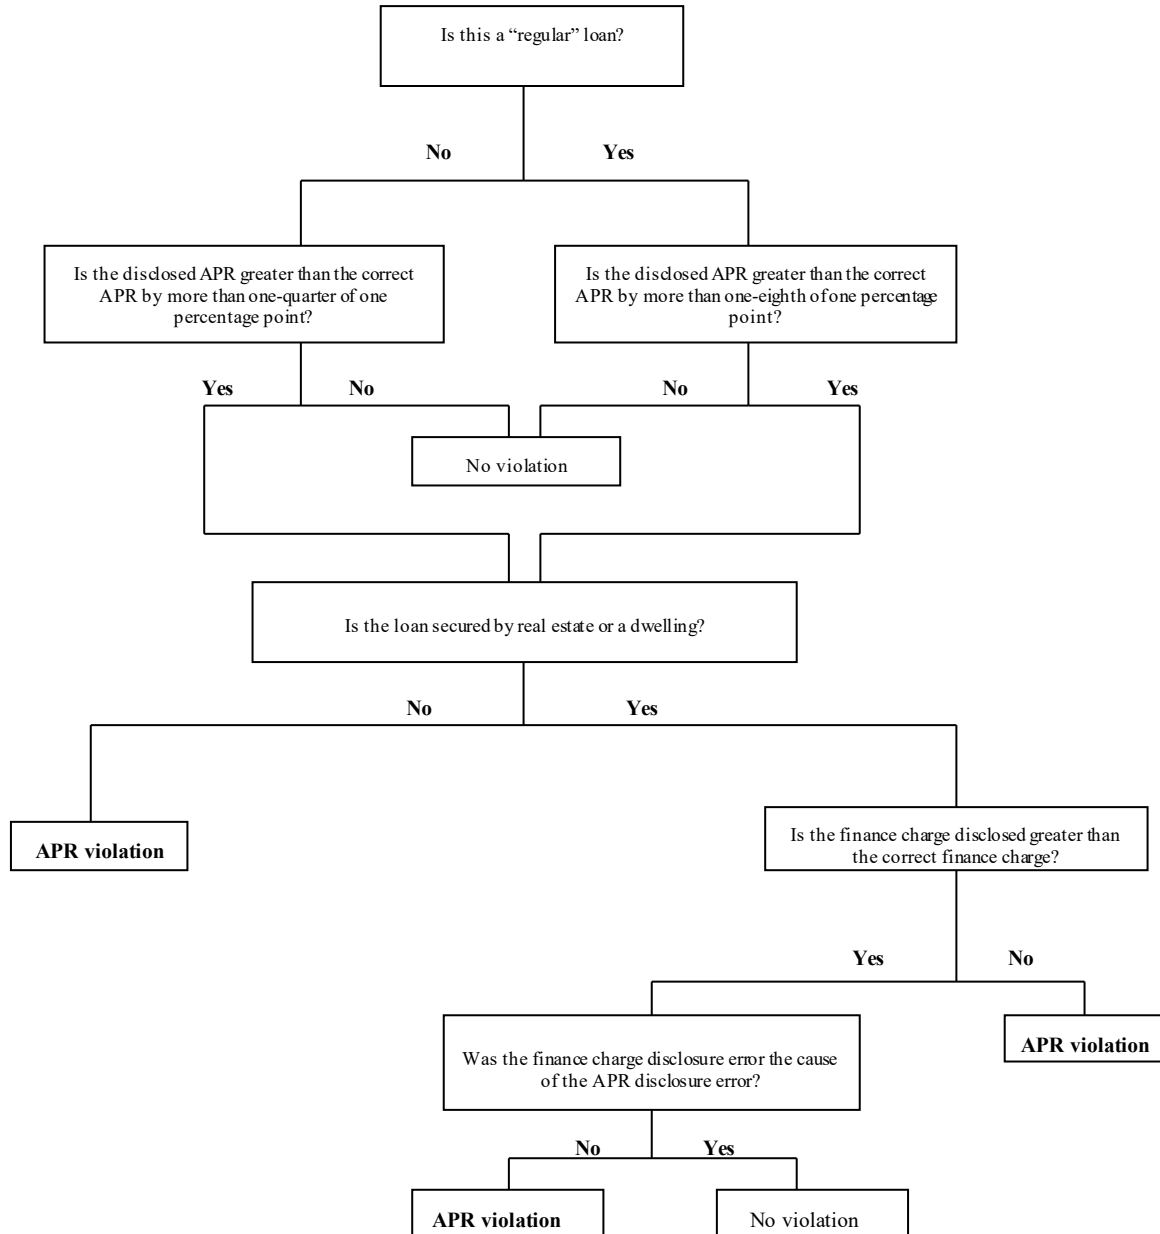 Is this a “regular” loan?
No
Yes
Is the disclosed APR greater than the correct
APR by more than one-quarter of one
percentage point?
Is the disclosed APR greater than the correct
APR by more than one-eighth of one percentage
point?
Yes
No
No
Yes
No violation
Is the loan secured by real estate or a dwelling?
No
Yes
APR violation
Is the finance charge disclosed greater than
the correct finance charge?
Yes
No
Was the finance charge disclosure error the cause
of the APR disclosure error?
APR violation
No
Yes
APR violation
No violation